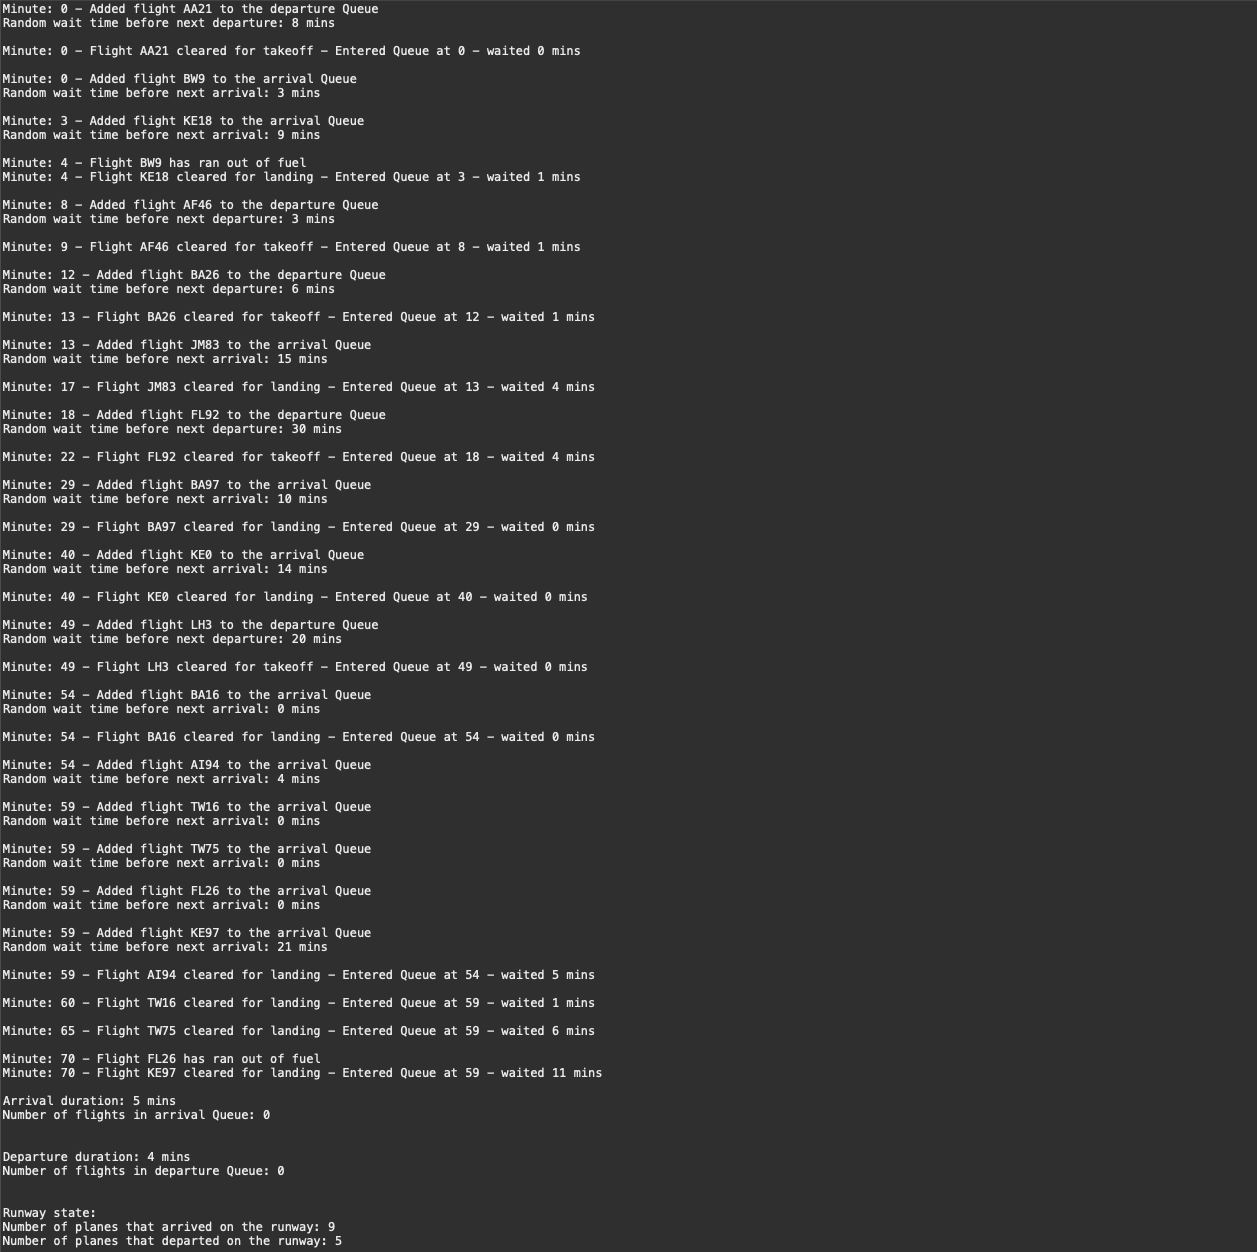 Minute: 0 – Added flight AA21 to the departure Queue
Random wait time before next departure: 8 mins
Minute: 0 – Flight AA21 cleared for takeoff – Entered Queue at 0 – waited 0 mins
Minute: 0 – Added flight BW9 to the arrival Queue
Random wait time before next arrival: 3 mins
Minute: 3 – Added flight KE18 to the arrival Queue
Random wait time before next arrival: 9 mins
Minute: 4 – Flight BW9 has ran out of fuel
Minute: 4 – Flight KE18 cleared for landing – Entered Queue at 3 – waited 1 mins
Minute: 8 – Added flight AF46 to the departure Queue
Random wait time before next departure: 3 mins
Minute: 9 – Flight AF46 cleared for takeoff – Entered Queue at 8 – waited 1 mins
Minute: 12 – Added flight BA26 to the departure Queue
Random wait time before next departure: 6 mins
Minute: 13 – Flight BA26 cleared for takeoff – Entered Queue at 12 – waited 1 mins
Minute: 13 – Added flight JM83 to the arrival Queue
Random wait time before next arrival: 15 mins
Minute: 17 – Flight JM83 cleared for landing – Entered Queue at 13 – waited 4 mins
Minute: 18 – Added flight FL92 to the departure Queue
Random wait time before next departure: 30 mins
Minute: 22 – Flight FL92 cleared for takeoff – Entered Queue at 18 – waited 4 mins
Minute: 29 – Added flight BA97 to the arrival Queue
Random wait time before next arrival: 10 mins
Minute: 29 – Flight BA97 cleared for landing – Entered Queue at 29 – waited 0 mins
Minute: 40 – Added flight KE0 to the arrival Queue
Random wait time before next arrival: 14 mins
Minute: 40 – Flight KE0 cleared for landing – Entered Queue at 40 – waited 0 mins
Minute: 49 – Added flight LH3 to the departure Queue
Random wait time before next departure: 20 mins
Minute: 49 – Flight LH3 cleared for takeoff – Entered Queue at 49 – waited 0 mins
Minute: 54 – Added flight BA16 to the arrival Queue
Random wait time before next arrival: 0 mins
Minute: 54 – Flight BA16 cleared for landing – Entered Queue at 54 – waited 0 mins
Minute: 54 – Added flight AI94 to the arrival Queue
Random wait time before next arrival: 4 mins
Minute: 59 – Added flight TW16 to the arrival Queue
Random wait time before next arrival: 0 mins
Minute: 59 – Added flight TW75 to the arrival Queue
Random wait time before next arrival: 0 mins
Minute: 59 – Added flight FL26 to the arrival Queue
Random wait time before next arrival: 0 mins
Minute: 59 – Added flight KE97 to the arrival Queue
Random wait time before next arrival: 21 mins
Minute: 59 – Flight AI94 cleared for landing – Entered Queue at 54 – waited 5 mins
Minute: 60 – Flight TW16 cleared for landing – Entered Queue at 59 – waited 1 mins
Minute: 65 – Flight TW75 cleared for landing – Entered Queue at 59 – waited 6 mins
Minute: 70 – Flight FL26 has ran out of fuel
Minute: 70 – Flight KE97 cleared for landing – Entered Queue at 59 – waited 11 mins
Arrival duration: 5 mins
Number of flights in arrival Queue: 0
Departure duration: 4 mins
Number of flights in departure Queue: 0
Runway state:
Number of planes that arrived on the runway: 9
Number of planes that departed on the runway: 5